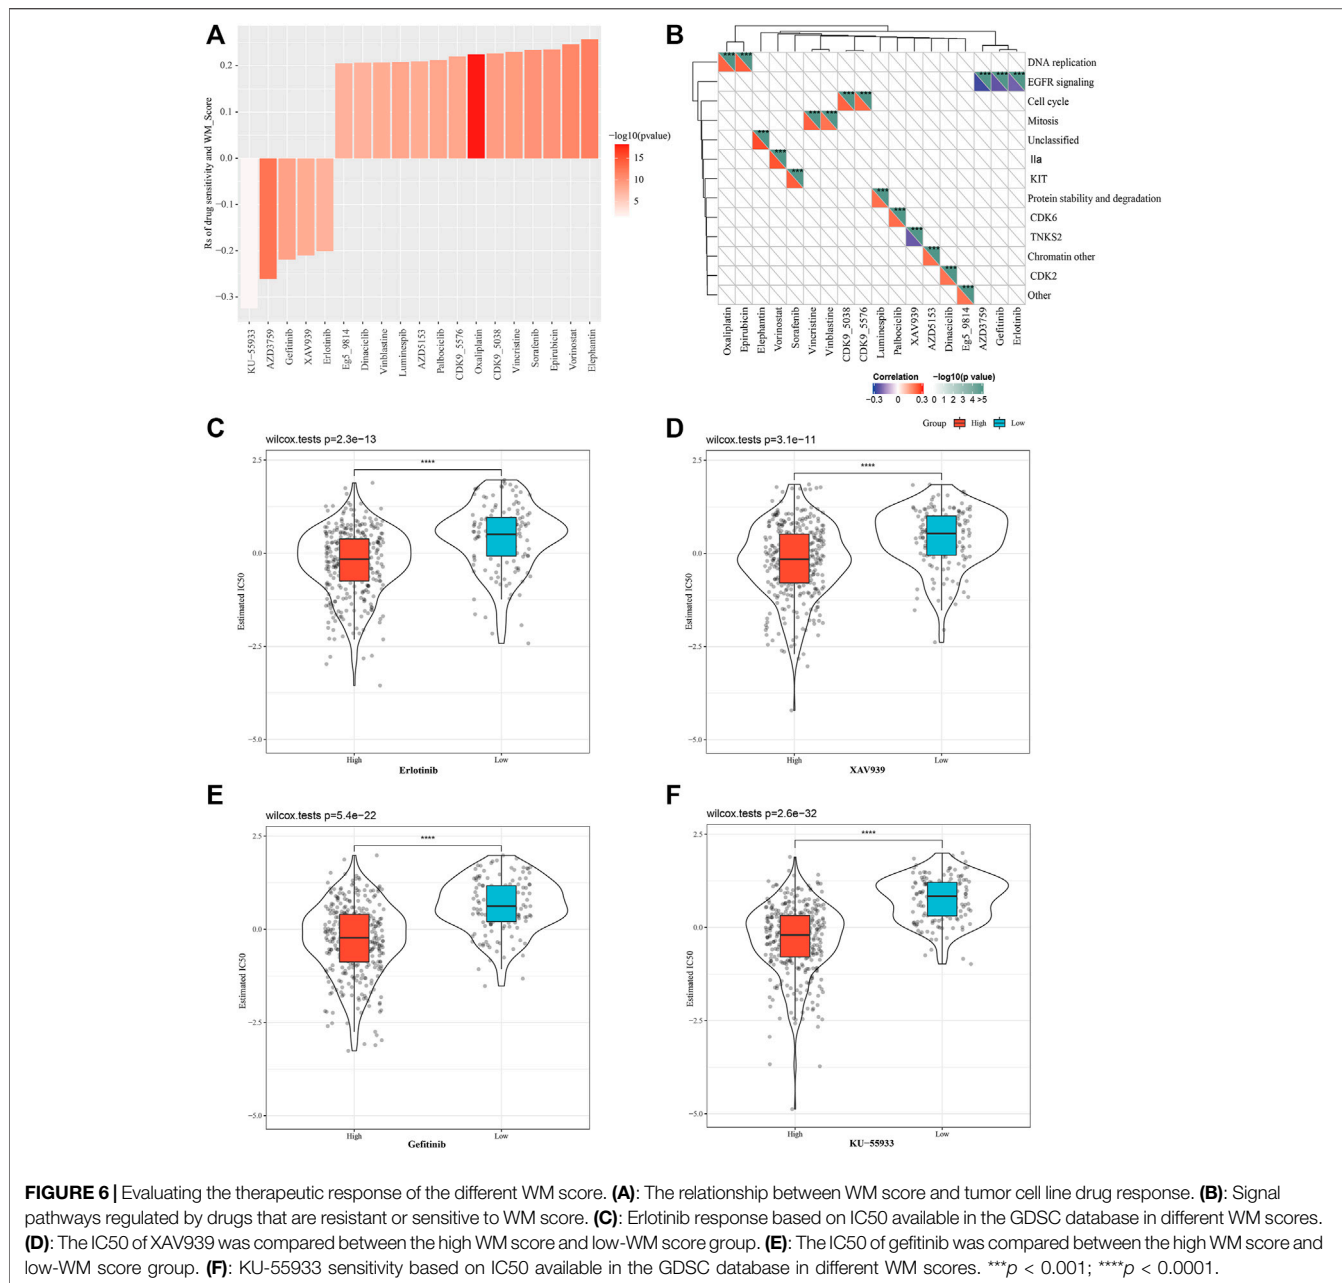 A
Rs of drug sensitivity and WM_Score
0.2
0.1
0.0
−0.1
−0.2
−0.3
KU−55933
AZD3759
Gefitinib
XAV939
Erlotinib
Eg5_9814
Dinaciclib
Vinblastine
Luminespib
AZD5153
Palbociclib
CDK9_5576
Oxaliplatin
CDK9_5038
Vincristine
Sorafenib
Epirubicin
Vorinostat
Elephantin
−log10(pvalue)
15
10
5
B
DNA replication
EGFR signaling
Cell cycle
Mitosis
Unclassified
IIa
KIT
Protein stability and degradation
CDK6
TNKS2
Chromatin other
CDK2
Other
*** ***
*** *** ***
*** ***
*** ***
***
***
***
***
***
***
***
***
***
Oxaliplatin
Epirubicin
Elephantin
Vorinostat
Sorafenib
Vincristine
Vinblastine
CDK9_5038
CDK9_5576
Luminespib
Palbociclib
XAV939
AZD5153
Dinaciclib
Eg5_9814
AZD3759
Gefitinib
Erlotinib
Correlation −log10(p value)
−0.3 0 0.3 0 1 2 3 4 >5
Group High Low
C
wilcox.tests p=2.3e−13
****
Estimated IC50
2.5
0.0
−2.5
−5.0
High Low
Erlotinib
D
wilcox.tests p=3.1e−11
****
Estimated IC50
2.5
0.0
−2.5
−5.0
High Low
XAV939
E
wilcox.tests p=5.4e−22
****
Estimated IC50
2.5
0.0
−2.5
−5.0
High Low
Gefitinib
F
wilcox.tests p=2.6e−32
****
Estimated IC50
2.5
0.0
−2.5
−5.0
High Low
KU−55933
FIGURE 6 | Evaluating the therapeutic response of the different WM score. (A): The relationship between WM score and tumor cell line drug response. (B): Signal
pathways regulated by drugs that are resistant or sensitive to WM score. (C): Erlotinib response based on IC50 available in the GDSC database in different WM scores.
(D): The IC50 of XAV939 was compared between the high WM score and low-WM score group. (E): The IC50 of gefitinib was compared between the high WM score and
low-WM score group. (F): KU-55933 sensitivity based on IC50 available in the GDSC database in different WM scores. ***p < 0.001; ****p < 0.0001.